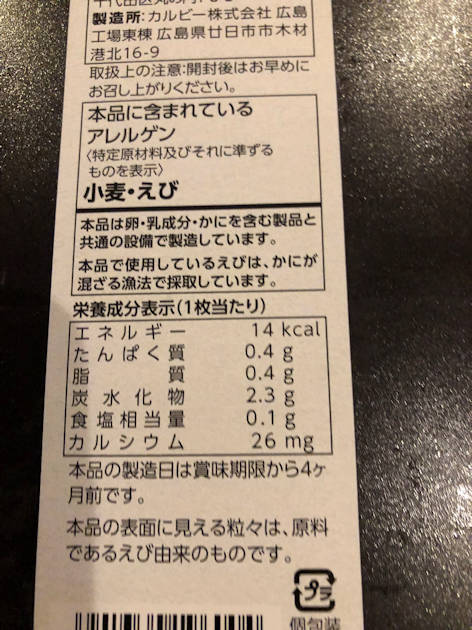 製造所:カルビー株式会社 広島
工場東棟 広島県廿日市市木材
港北16-9
取扱上の注意:開封後はお早めに
お召し上がりください。
本品に含まれている
アレルゲン
〈特定原材料及びそれに準ずる
ものを表示〉
小麦・えび
本品は卵・乳成分・かにを含む製品と
共通の設備で製造しています。
本品で使用しているえびは、かにが
混ざる漁法で採取しています。
栄養成分表示(1枚当たり)
エネルギー 14 kcal
たんぱく質 0.4 g
脂質 0.4 g
炭水化物 2.3 g
食塩相当量 0.1 g
カルシウム 26 mg
本品の製造日は賞味期限から4ヶ
月前です。
本品の表面に見える粒々は、原料
であるえび由来のものです。
プラ
個包装